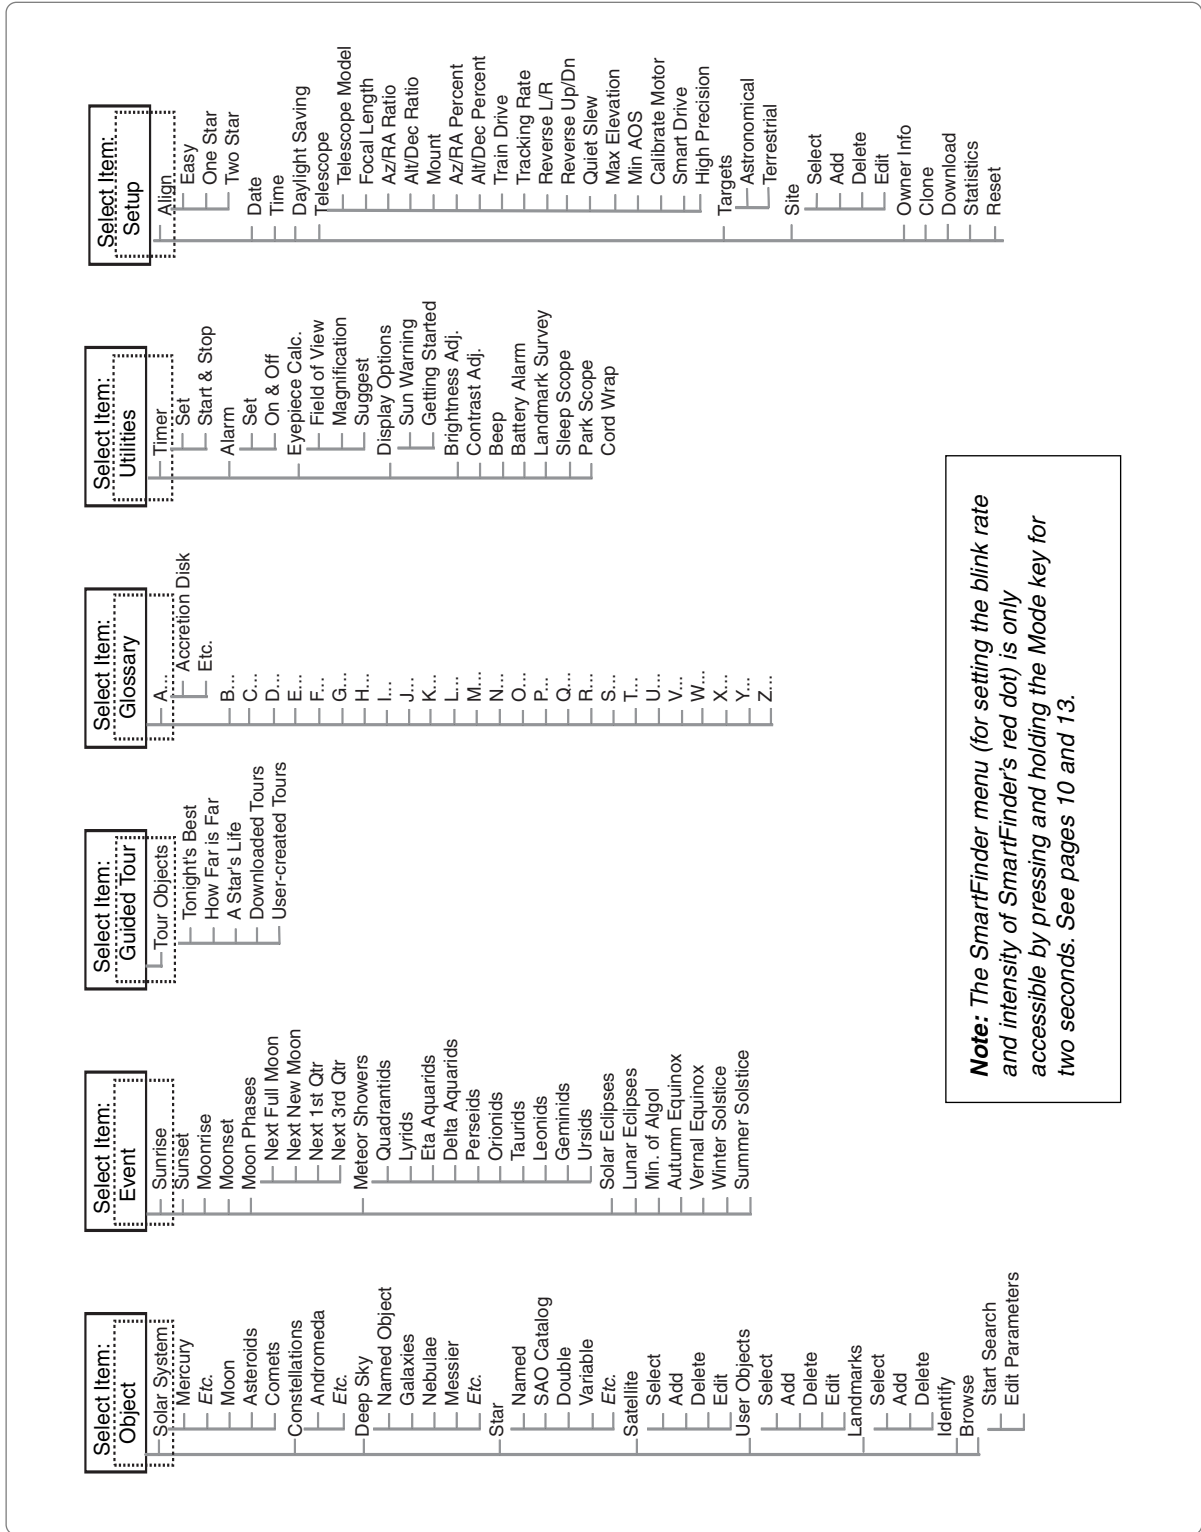 Select Item:
Object
Solar System
Mercury
Etc.
Moon
Asteroids
Comets
Constellations
Andromeda
Etc.
Deep Sky
Named Object
Galaxies
Nebulae
Messier
Etc.
Star
Named
SAO Catalog
Double
Variable
Etc.
Satellite
Select
Add
Delete
Edit
User Objects
Select
Add
Delete
Edit
Landmarks
Select
Add
Delete
Identify
Browse
Start Search
Edit Parameters
Select Item:
Event
Sunrise
Sunset
Moonrise
Moonset
Moon Phases
Next Full Moon
Next New Moon
Next 1st Qtr
Next 3rd Qtr
Meteor Showers
Quadrantids
Lyrids
Eta Aquarids
Delta Aquarids
Perseids
Orionids
Taurids
Leonids
Geminids
Ursids
Solar Eclipses
Lunar Eclipses
Min. of Algol
Autumn Equinox
Vernal Equinox
Winter Solstice
Summer Solstice
Select Item:
Guided Tour
Tour Objects
Tonight's Best
How Far is Far
A Star's Life
Downloaded Tours
User-created Tours
Select Item:
Glossary
A...
Accretion Disk
Etc.
B...
C...
D...
E...
F...
G...
H...
I...
J...
K...
L...
M...
N...
O...
P...
Q...
R...
S...
T...
U...
V...
W...
X...
Y...
Z...
Select Item:
Utilities
Timer
Set
Start & Stop
Alarm
Set
On & Off
Eyepiece Calc.
Field of View
Magnification
Suggest
Display Options
Sun Warning
Getting Started
Brightness Adj.
Contrast Adj.
Beep
Battery Alarm
Landmark Survey
Sleep Scope
Park Scope
Cord Wrap
Select Item:
Setup
Align
Easy
One Star
Two Star
Date
Time
Daylight Saving
Telescope
Telescope Model
Focal Length
Az/RA Ratio
Alt/Dec Ratio
Mount
Az/RA Percent
Alt/Dec Percent
Train Drive
Tracking Rate
Reverse L/R
Reverse Up/Dn
Quiet Slew
Max Elevation
Min AOS
Calibrate Motor
Smart Drive
High Precision
Targets
Astronomical
Terrestrial
Site
Select
Add
Delete
Edit
Owner Info
Clone
Download
Statistics
Reset
Note: The SmartFinder menu (for setting the blink rate
and intensity of SmartFinder's red dot) is only
accessible by pressing and holding the Mode key for
two seconds. See pages 10 and 13.